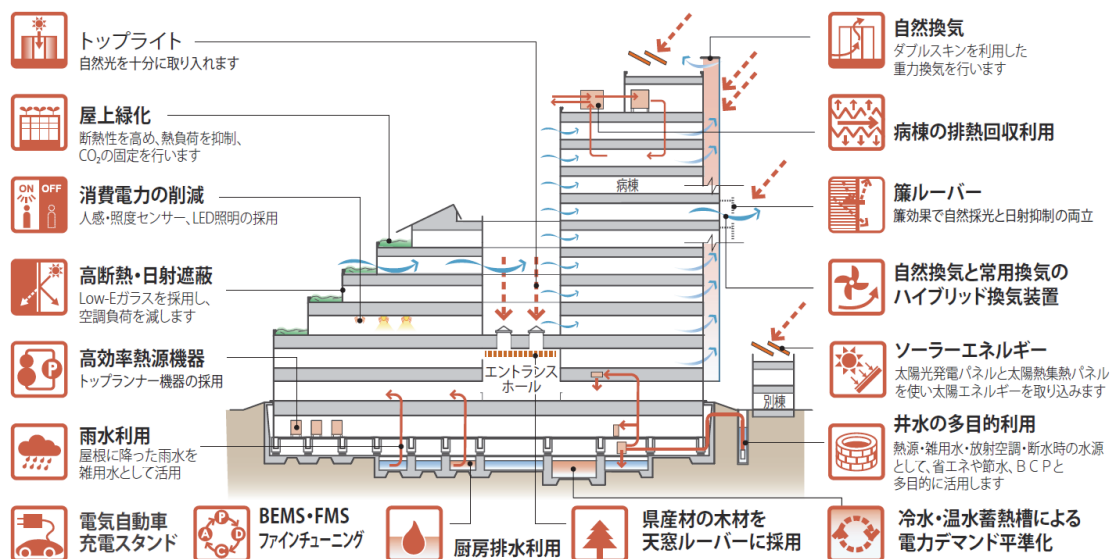 トップライト
自然光を十分に取り入れます
屋上緑化
断熱性を高め、熱負荷を抑制、
CO₂の固定を行います
ON OFF
消費電力の削減
人感・照度センサー、LED照明の採用
高断熱・日射遮蔽
Low-Eガラスを採用し、
空調負荷を減します
P
高効率熱源機器
トップランナー機器の採用
雨水利用
屋根に降った雨水を
雑用水として活用
電気自動車
充電スタンド
P
A D
C
BEMS・FMS
ファインチューニング
厨房排水利用
県産材の木材を
天窓ルーバーに採用
冷水・温水蓄熱槽による
電力デマンド平準化
病棟
エントランス
ホール
別棟
自然換気
ダブルスキンを利用した
重力換気を行います
病棟の排熱回収利用
簾ルーバー
簾効果で自然採光と日射抑制の両立
自然換気と常用換気の
ハイブリッド換気装置
ソーラーエネルギー
太陽光発電パネルと太陽熱集熱パネル
を使い太陽エネルギーを取り込みます
井水の多目的利用
熱源・雑用水・放射空調・断水時の水源
として、省エネや節水、BCPと
多目的に活用します